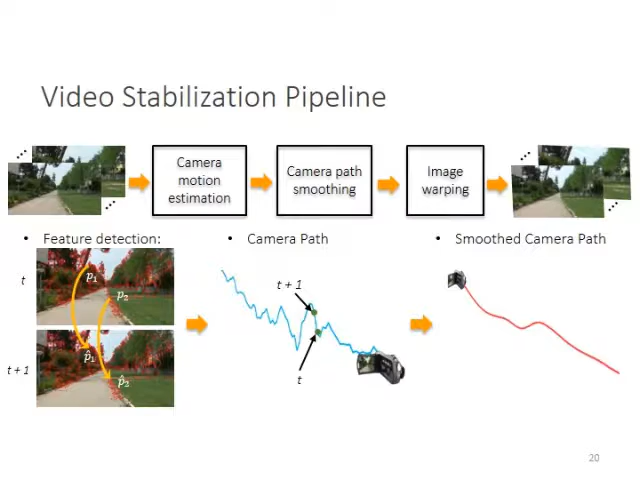 Video Stabilization Pipeline
Camera
motion
estimation
Camera path
smoothing
Image
warping
• Feature detection:
• Camera Path
• Smoothed Camera Path
t
p₁
p₂
t + 1
p̂₁
p̂₂
t + 1
t
20